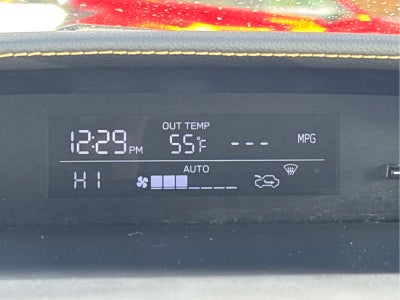 OUT TEMP
12:29 PM 55°F --- MPG
AUTO
HI